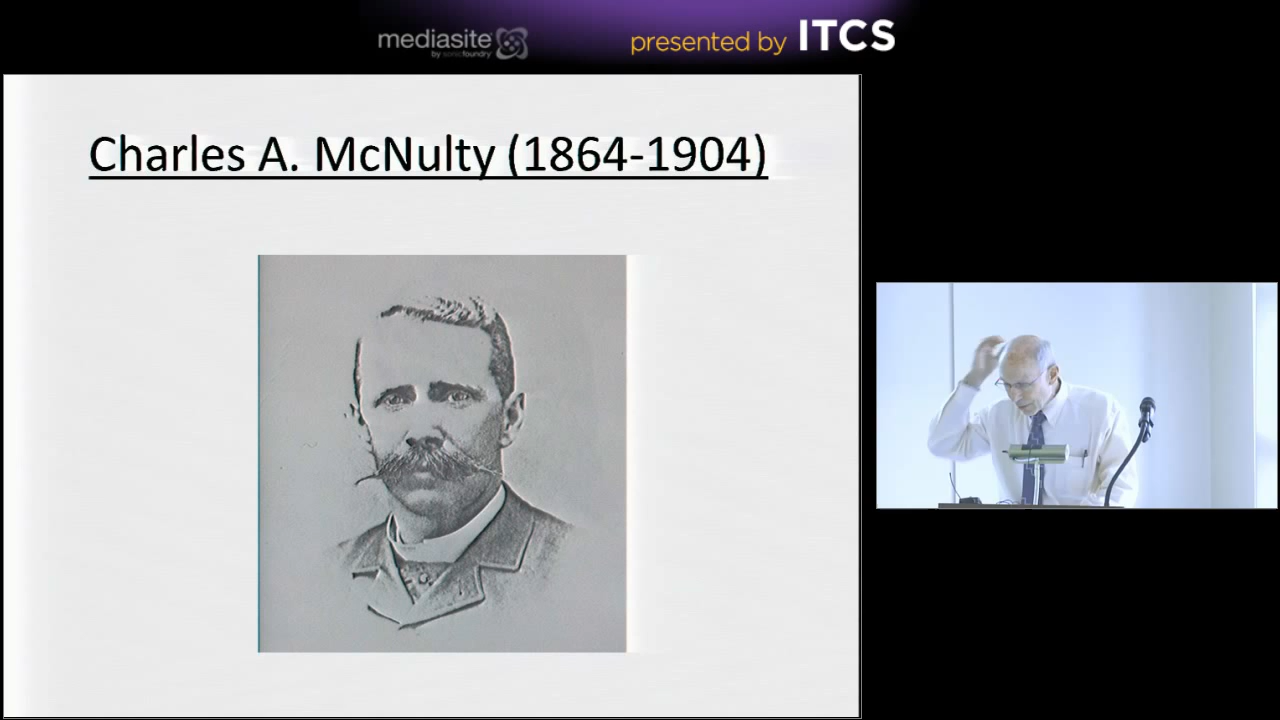 mediasite
by sonicfoundry
presented by ITCS
Charles A. McNulty (1864-1904)